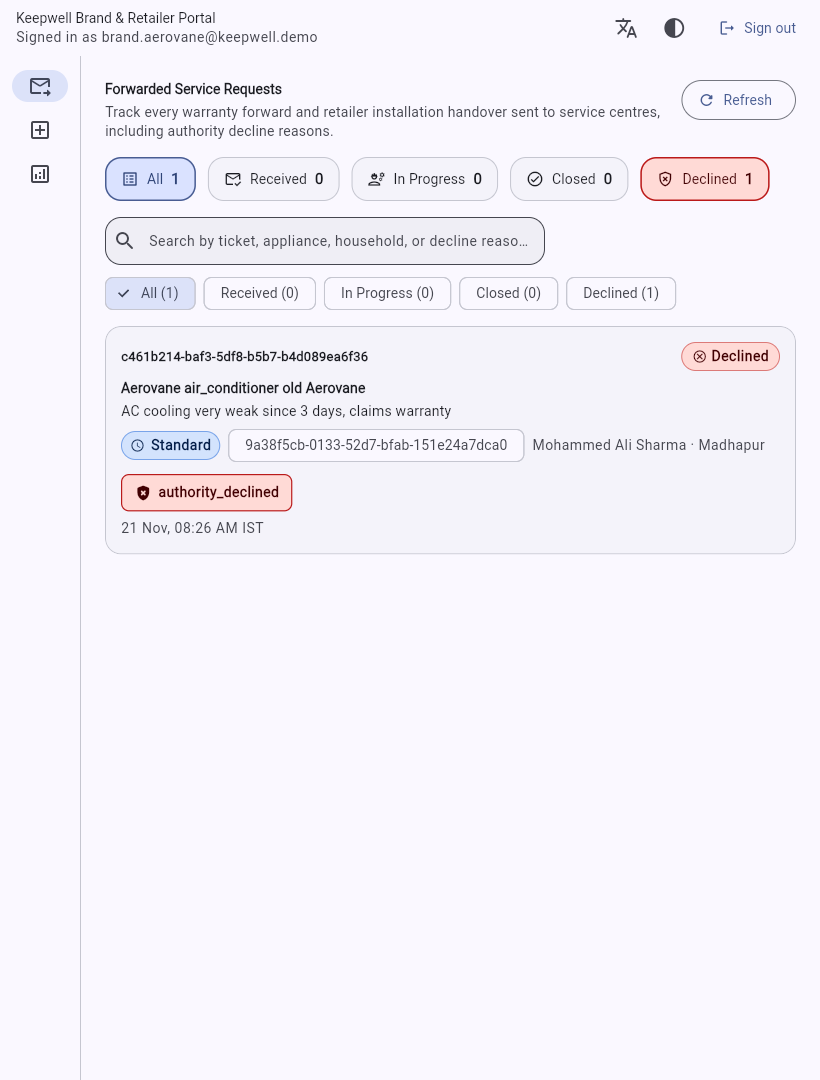 Keepwell Brand & Retailer Portal
Signed in as brand.aerovane@keepwell.demo
Sign out
Forwarded Service Requests
Track every warranty forward and retailer installation handover sent to service centres,
including authority decline reasons.
Refresh
All 1
Received 0
In Progress 0
Closed 0
Declined 1
Search by ticket, appliance, household, or decline reaso…
All (1)
Received (0)
In Progress (0)
Closed (0)
Declined (1)
c461b214-baf3-5df8-b5b7-b4d089ea6f36
Declined
Aerovane air_conditioner old Aerovane
AC cooling very weak since 3 days, claims warranty
Standard
9a38f5cb-0133-52d7-bfab-151e24a7dca0
Mohammed Ali Sharma · Madhapur
authority_declined
21 Nov, 08:26 AM IST